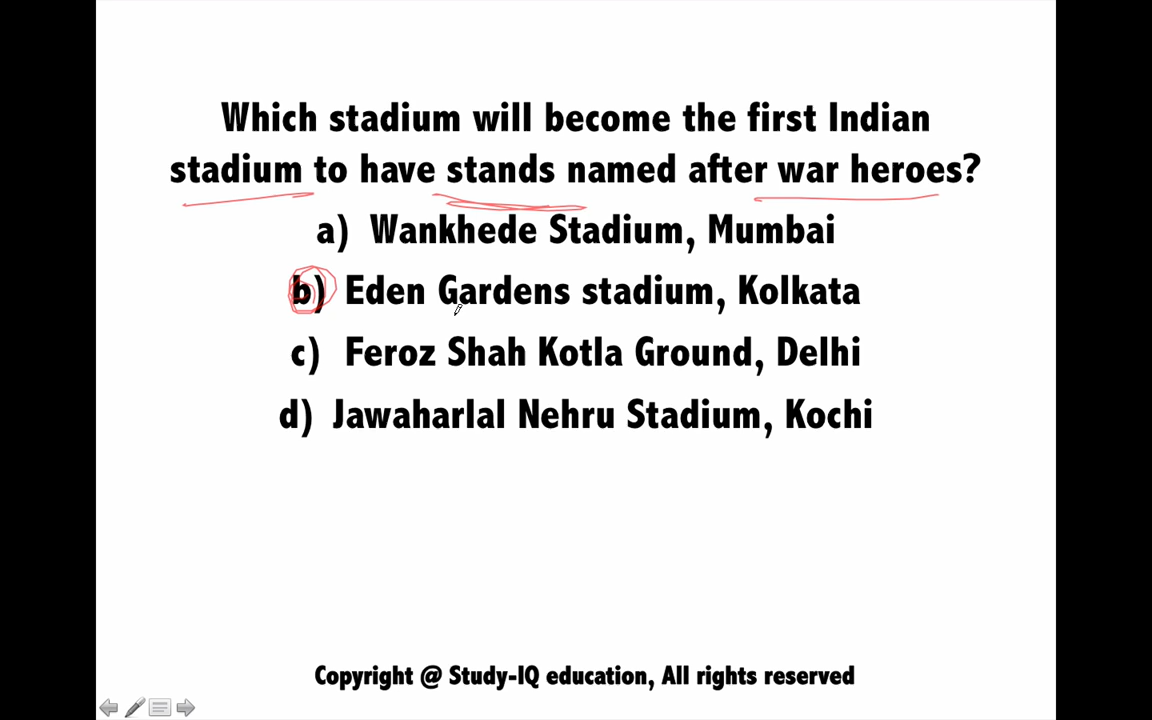 Which stadium will become the first Indian
stadium to have stands named after war heroes?
a) Wankhede Stadium, Mumbai
b) Eden Gardens stadium, Kolkata
c) Feroz Shah Kotla Ground, Delhi
d) Jawaharlal Nehru Stadium, Kochi
Copyright @ Study-IQ education, All rights reserved